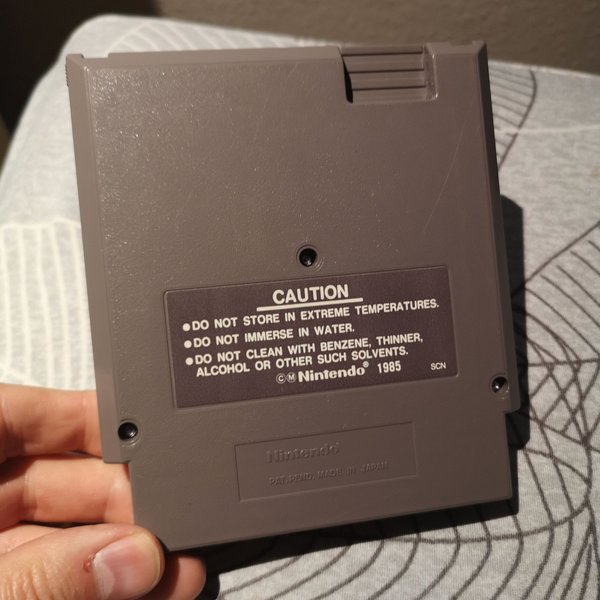 CAUTION
●DO NOT STORE IN EXTREME TEMPERATURES.
●DO NOT IMMERSE IN WATER.
●DO NOT CLEAN WITH BENZENE, THINNER,
ALCOHOL OR OTHER SUCH SOLVENTS.
ⒸⓂNintendo® 1985 SCN
Nintendo®
PAT. PEND. MADE IN JAPAN